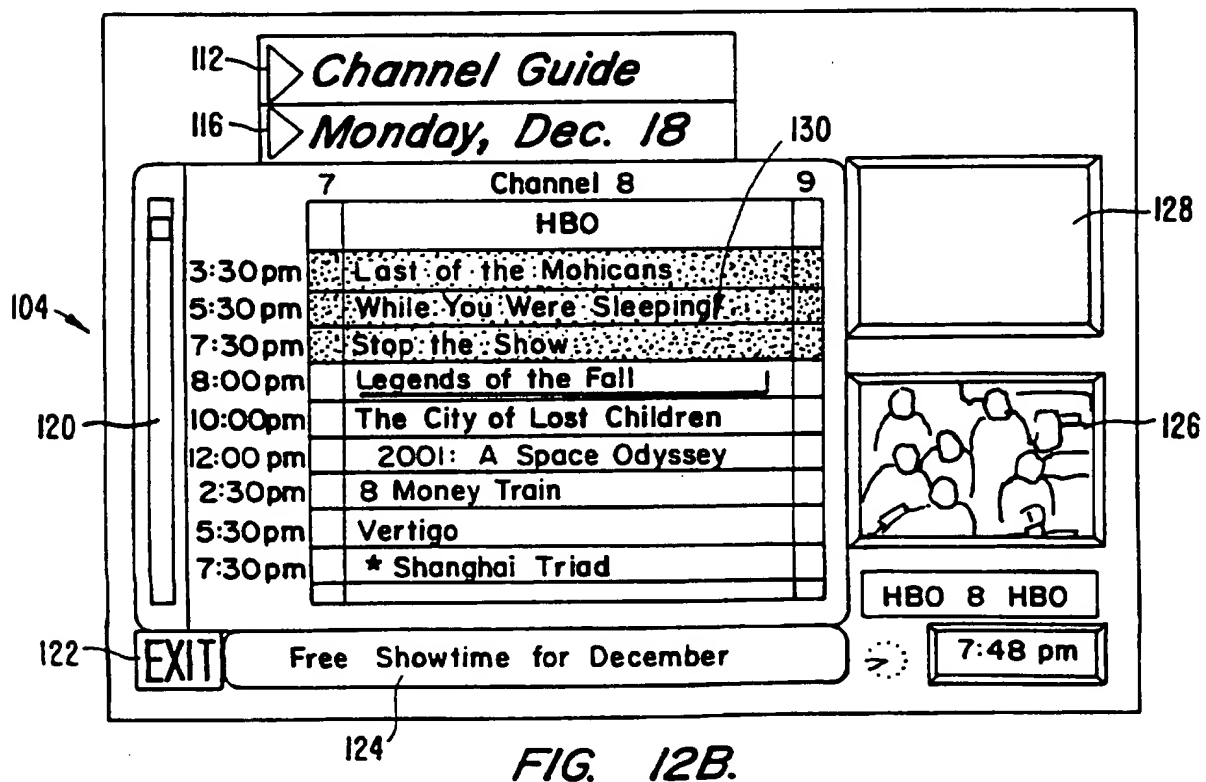 112
Channel Guide
116
Monday, Dec. 18
130
7 Channel 8 9
HBO
128
3:30pm Last of the Mohicans
104
5:30pm While You Were Sleeping
7:30pm Stop the Show
8:00pm Legends of the Fall
120
10:00pm The City of Lost Children
126
12:00 pm 2001: A Space Odyssey
2:30pm 8 Money Train
5:30pm Vertigo
7:30pm * Shanghai Triad
HBO 8 HBO
122
EXIT Free Showtime for December
7:48 pm
124
FIG. 12B.